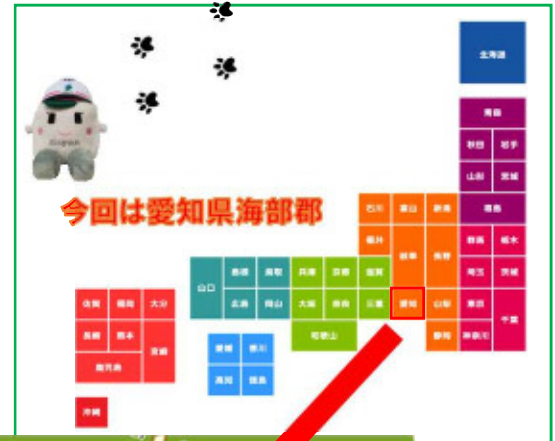 北海道
青森
秋田 岩手
山形 宮城
今回は愛知県海部郡
石川 富山 新潟 福島
福井 岐阜 長野 群馬 栃木
島根 鳥取 兵庫 京都 滋賀 埼玉 茨城
山口
広島 岡山 大阪 奈良 三重 愛知 山梨 東京
佐賀 福岡 大分
千葉
長崎 熊本 宮崎 愛媛 香川 和歌山 静岡 神奈川
鹿児島 高知 徳島
沖縄